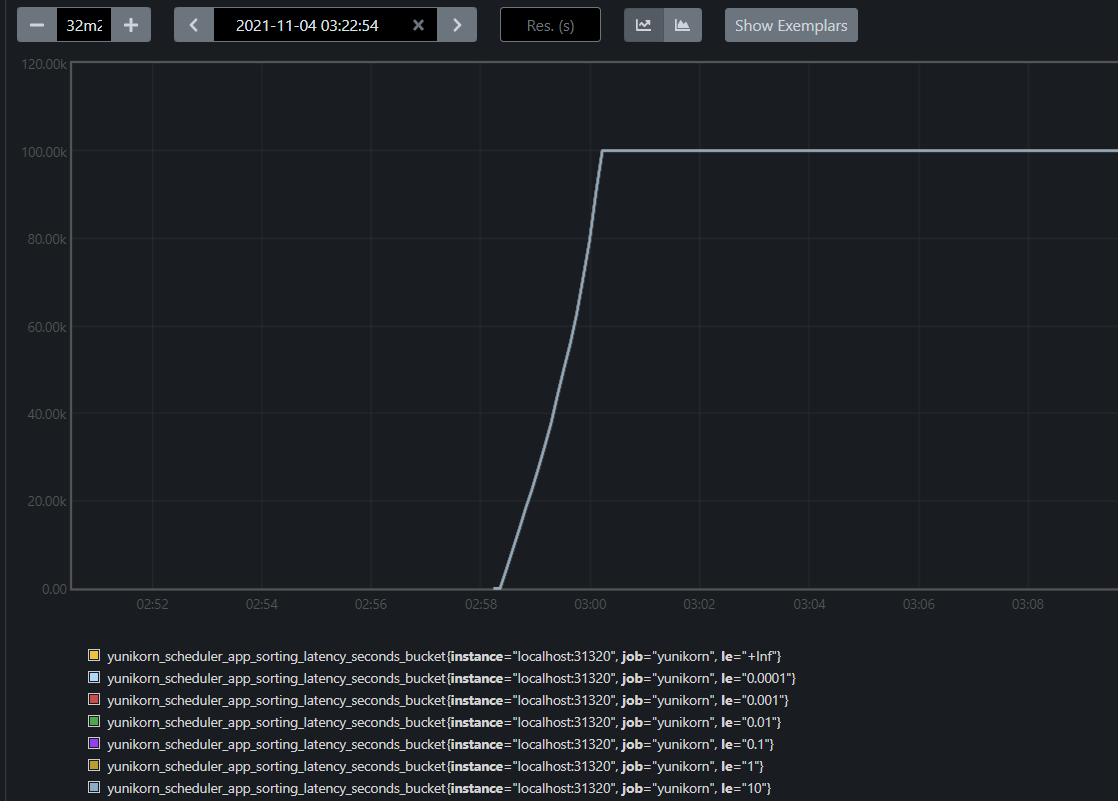 32m2
2021-11-04 03:22:54
Res. (s)
Show Exemplars
120.00k
100.00k
80.00k
60.00k
40.00k
20.00k
0.00
02:52 02:54 02:56 02:58 03:00 03:02 03:04 03:06 03:08
yunikorn_scheduler_app_sorting_latency_seconds_bucket{instance="localhost:31320", job="yunikorn", le="+Inf"}
yunikorn_scheduler_app_sorting_latency_seconds_bucket{instance="localhost:31320", job="yunikorn", le="0.0001"}
yunikorn_scheduler_app_sorting_latency_seconds_bucket{instance="localhost:31320", job="yunikorn", le="0.001"}
yunikorn_scheduler_app_sorting_latency_seconds_bucket{instance="localhost:31320", job="yunikorn", le="0.01"}
yunikorn_scheduler_app_sorting_latency_seconds_bucket{instance="localhost:31320", job="yunikorn", le="0.1"}
yunikorn_scheduler_app_sorting_latency_seconds_bucket{instance="localhost:31320", job="yunikorn", le="1"}
yunikorn_scheduler_app_sorting_latency_seconds_bucket{instance="localhost:31320", job="yunikorn", le="10"}